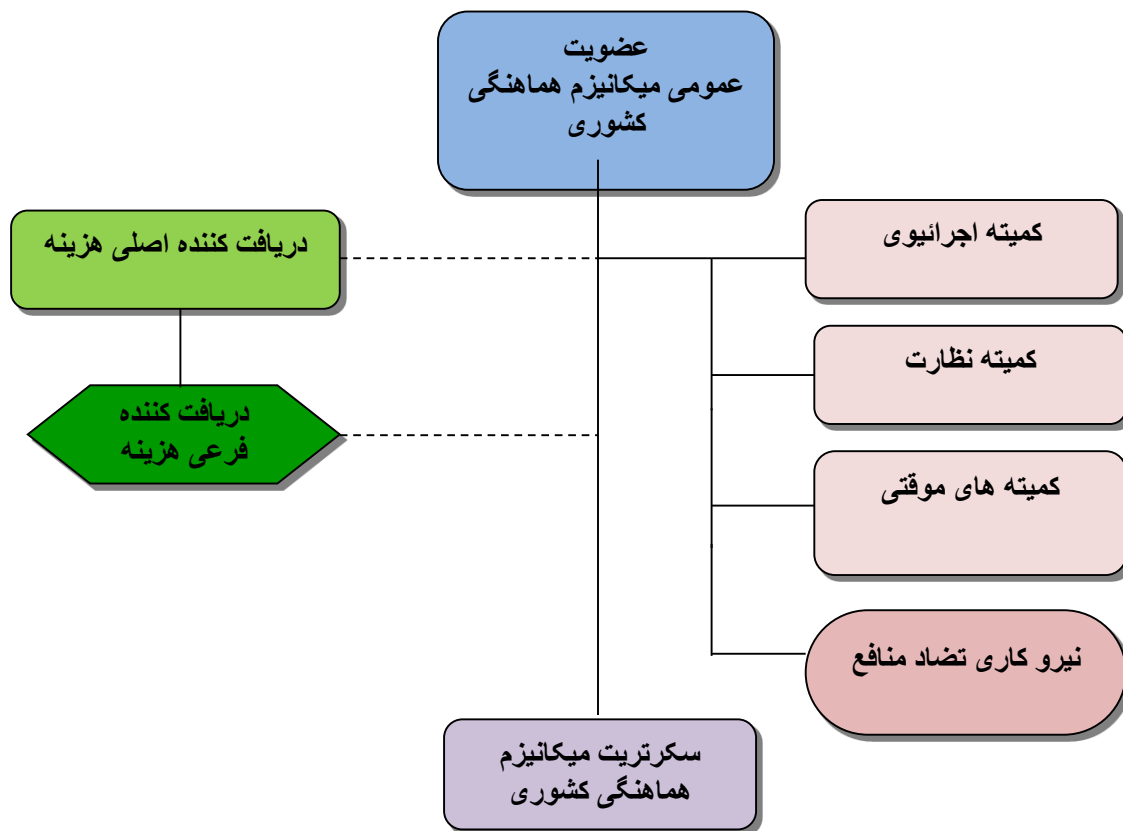 عضویت
عمومی میکانیزم هماهنگی
کشوری
کمیته اجرائیوی
دریافت کننده اصلی هزینه
کمیته نظارت
دریافت کننده
فرعی هزینه
کمیته های موقتی
نیرو کاری تضاد منافع
سکرتریت میکانیزم
هماهنگی کشوری